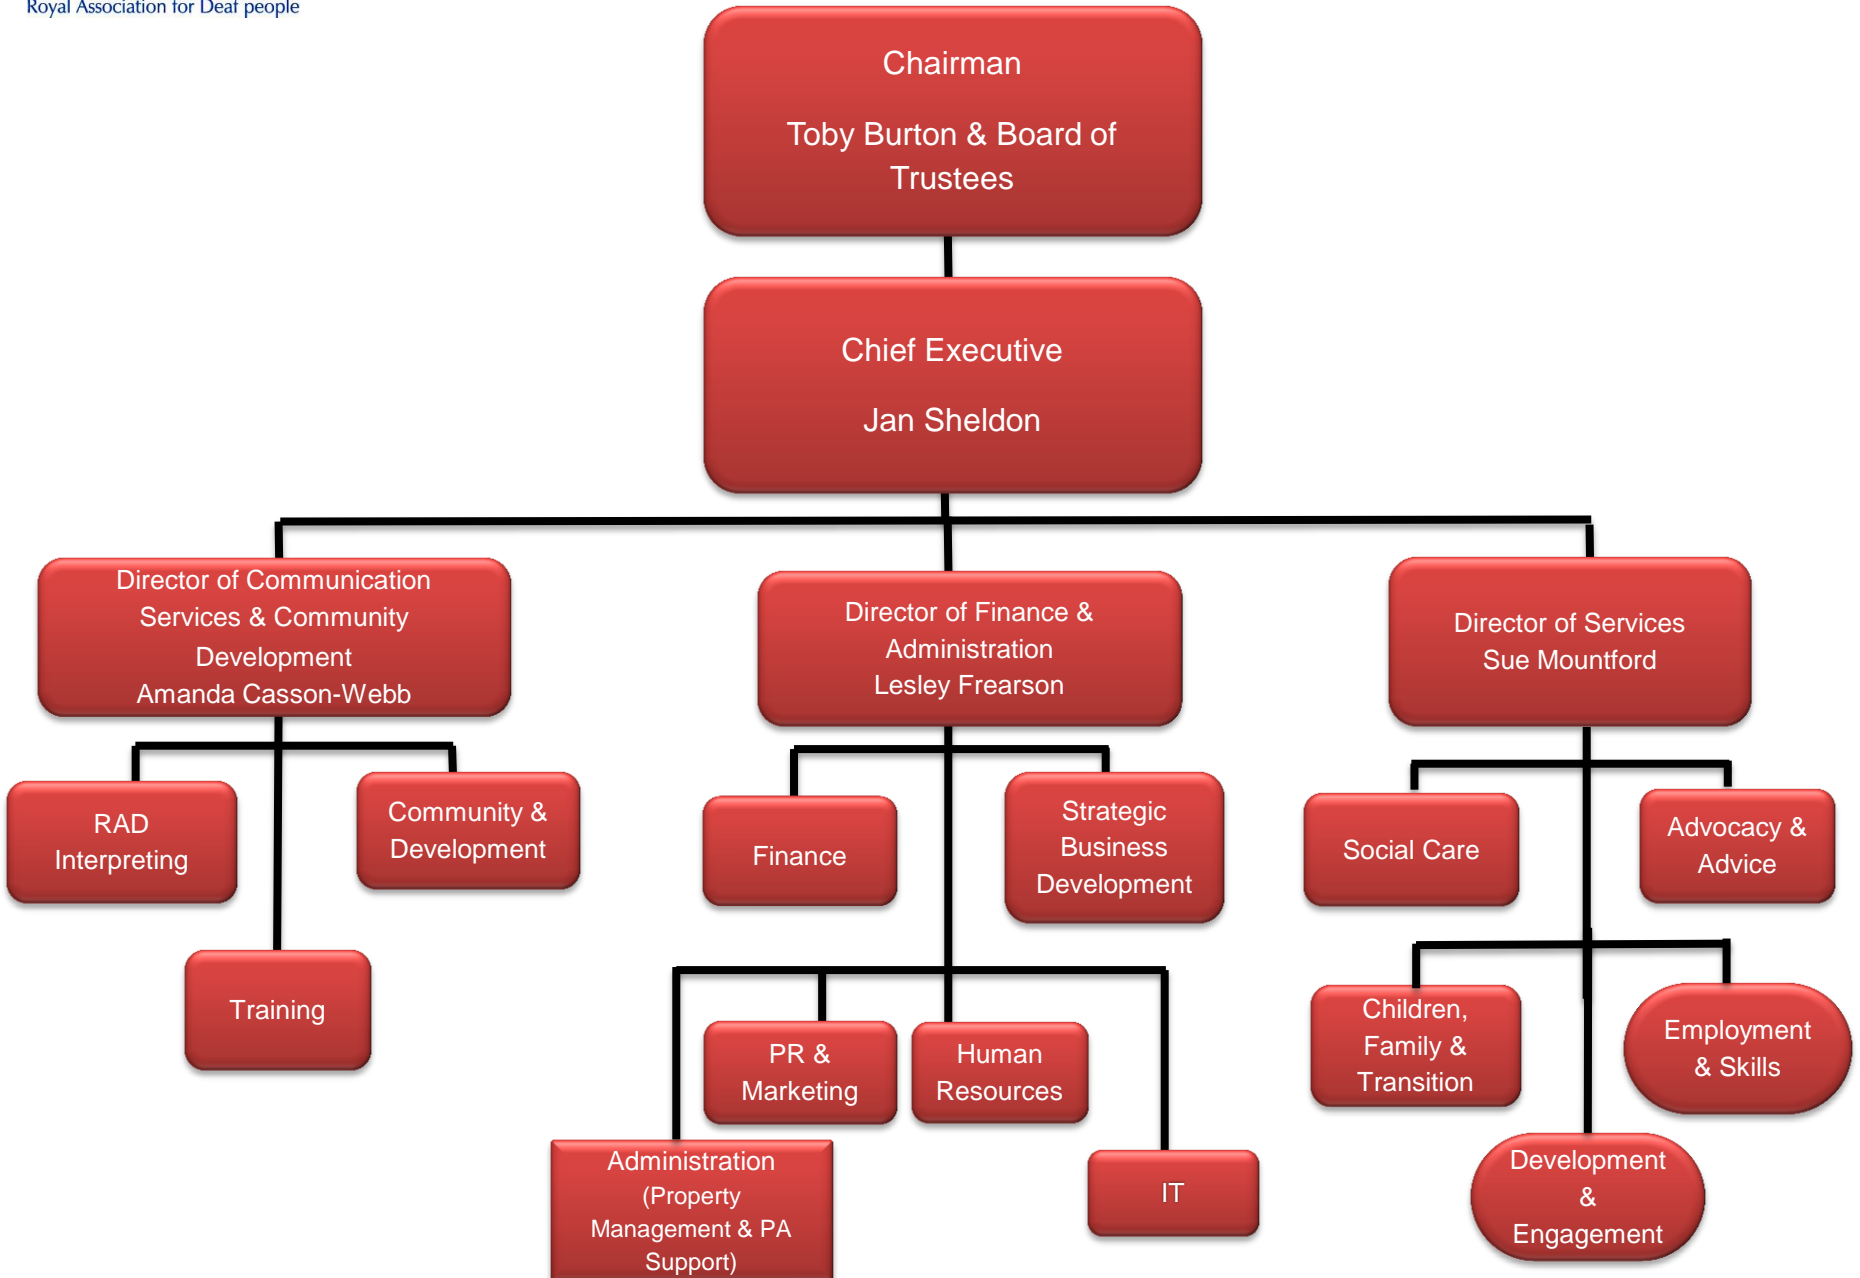 Royal Association for Deaf people
Chairman
Toby Burton & Board of
Trustees
Chief Executive
Jan Sheldon
Director of Communication
Services & Community
Development
Amanda Casson-Webb
Director of Finance &
Administration
Lesley Frearson
Director of Services
Sue Mountford
RAD
Interpreting
Community &
Development
Training
Finance
Strategic
Business
Development
PR &
Marketing
Human
Resources
Administration
(Property
Management & PA
Support)
IT
Social Care
Advocacy &
Advice
Children,
Family &
Transition
Employment
& Skills
Development
&
Engagement